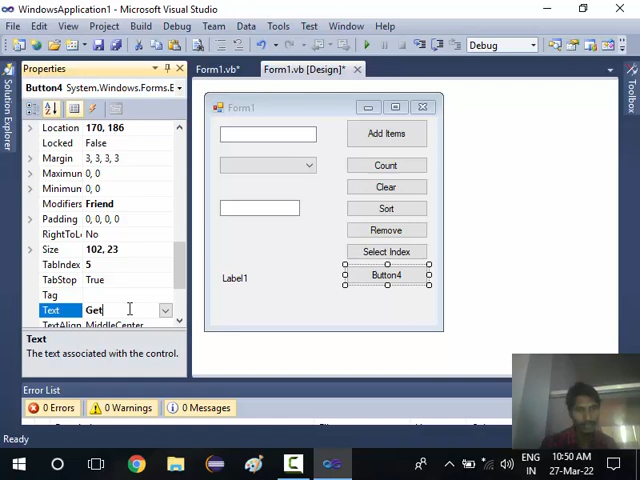 WindowsApplication1 - Microsoft Visual Studio
File Edit View Project Build Debug Team Data Tools Test Window Help
Debug
Properties
Form1.vb* Form1.vb [Design]*
Button4 System.Windows.Forms.E
Solution Explorer
Toolbox
Location 170, 186
Locked False
Margin 3, 3, 3, 3
Maximun 0, 0
Minimum 0, 0
Modifiers Friend
Padding 0, 0, 0, 0
RightToLe No
Size 102, 23
TabIndex 5
TabStop True
Tag
Text Get
TextAlign MiddleCenter
Text
The text associated with the control.
Form1
Add Items
Count
Clear
Sort
Remove
Select Index
Button4
Label1
Error List
0 Errors 0 Warnings 0 Messages
Ready
ENG
IN
10:50 AM
27-Mar-22